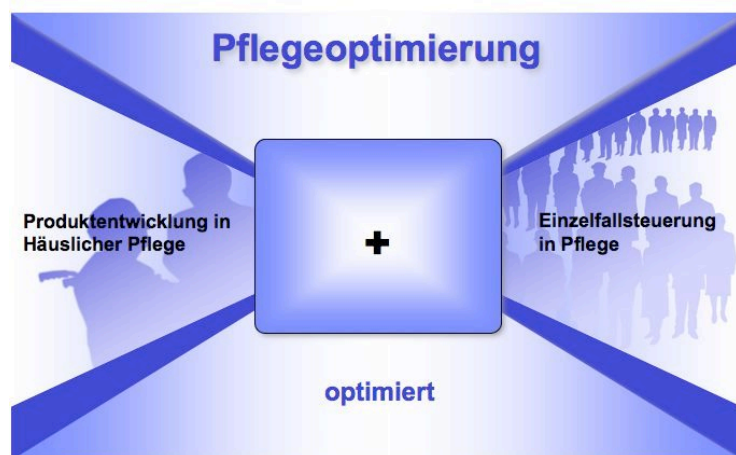 Pflegeoptimierung
Produktentwicklung in
Häuslicher Pflege
+
Einzelfallsteuerung
in Pflege
optimiert